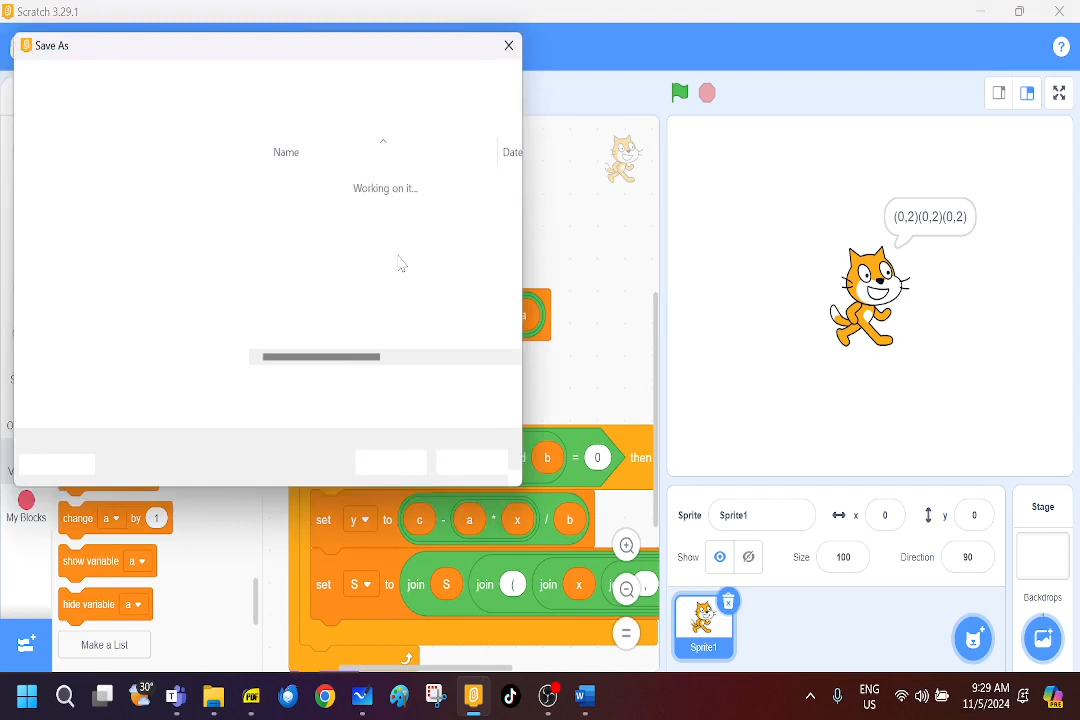 Scratch 3.29.1
Save As
?
Name
Date
Working on it...
(0,2)(0,2)(0,2)
a
b = 0 then
set y to c - a * x / b
set S to join S join ( join x
My Blocks
change a by 1
show variable a
hide variable a
Make a List
Sprite Sprite1 x 0 y 0
Show Size 100 Direction 90
Sprite1
Stage
Backdrops
30°
ENG
US
9:29 AM
11/5/2024